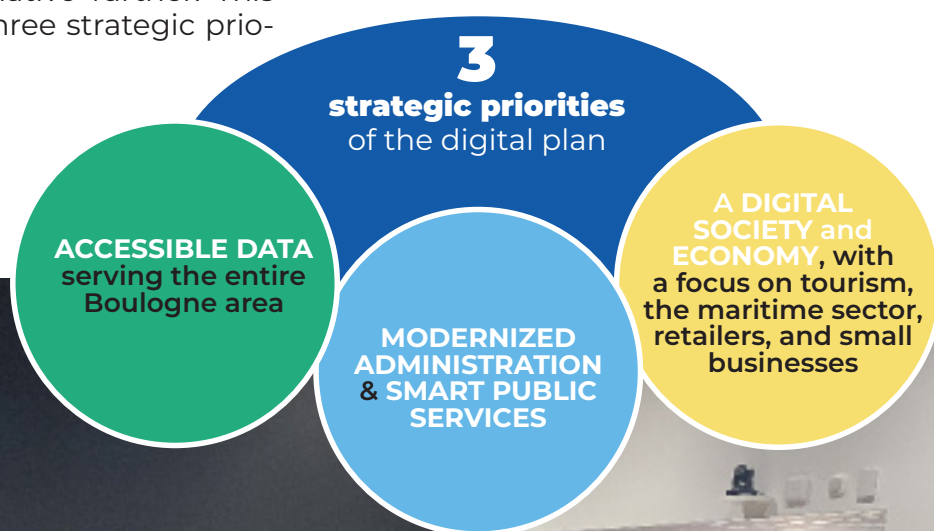 hree strategic prio-
3
strategic priorities
of the digital plan
ACCESSIBLE DATA
serving the entire
Boulogne area
MODERNIZED
ADMINISTRATION
& SMART PUBLIC
SERVICES
A DIGITAL
SOCIETY and
ECONOMY, with
a focus on tourism,
the maritime sector,
retailers, and small
businesses